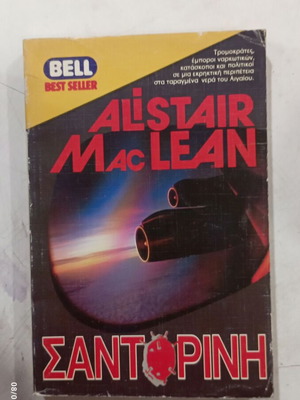 BELL
BEST SELLER
Τρομοκράτες,
έμποροι ναρκωτικών,
κατάσκοποι και πολιτικοί
σε μια εκρηκτική περιπέτεια
στα ταραγμένα νερά του Αιγαίου.
ALiSTAIR
MacLEAN
ΣΑΝΤΟΡΙΝΗ